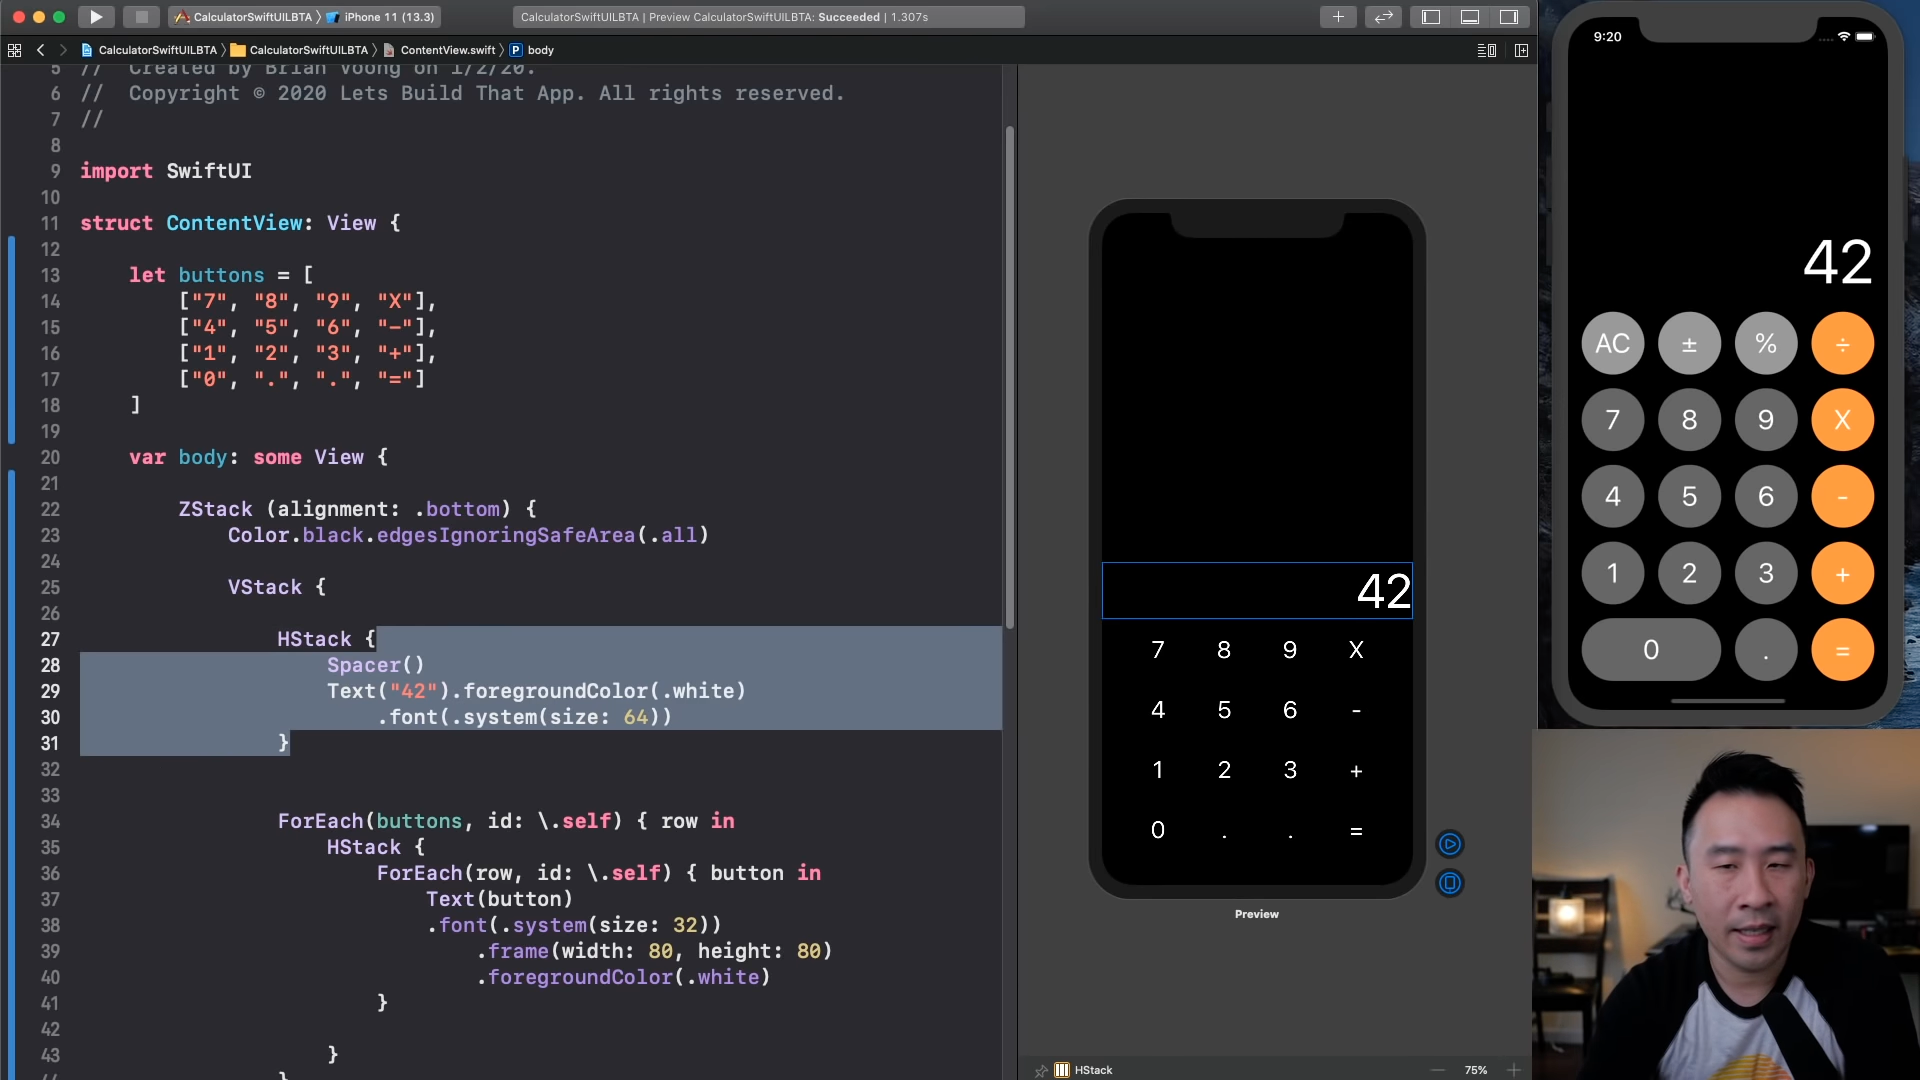 CalculatorSwiftUILBTA › iPhone 11 (13.3)
CalculatorSwiftUILBTA | Preview CalculatorSwiftUILBTA: Succeeded | 1.307s
CalculatorSwiftUILBTA › CalculatorSwiftUILBTA › ContentView.swift › P body
5 // Created by Brian Voong on 1/2/20.
6 // Copyright © 2020 Lets Build That App. All rights reserved.
7 //
8
9 import SwiftUI
10
11 struct ContentView: View {
12
13 let buttons = [
14 ["7", "8", "9", "X"],
15 ["4", "5", "6", "-"],
16 ["1", "2", "3", "+"],
17 ["0", ".", ".", "="]
18 ]
19
20 var body: some View {
21
22 ZStack (alignment: .bottom) {
23 Color.black.edgesIgnoringSafeArea(.all)
24
25 VStack {
26
27 HStack {
28 Spacer()
29 Text("42").foregroundColor(.white)
30 .font(.system(size: 64))
31 }
32
33
34 ForEach(buttons, id: \.self) { row in
35 HStack {
36 ForEach(row, id: \.self) { button in
37 Text(button)
38 .font(.system(size: 32))
39 .frame(width: 80, height: 80)
40 .foregroundColor(.white)
41 }
42
43 }
44 }
42
7 8 9 X
4 5 6 -
1 2 3 +
0 . . =
Preview
HStack
75%
9:20
42
AC ± % ÷
7 8 9 X
4 5 6 -
1 2 3 +
0 . =